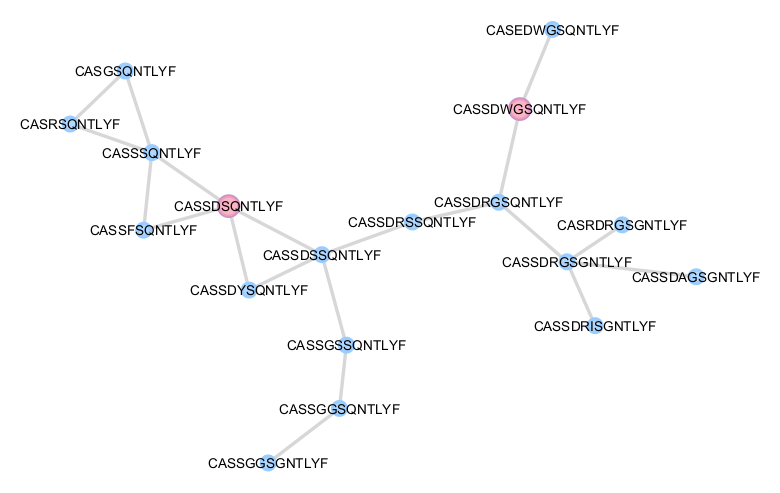 CASEDWGSQNTLYF
CASGSQNTLYF
CASSDWGSQNTLYF
CASRSQNTLYF
CASSSQNTLYF
CASSDRGSQNTLYF
CASSDSQNTLYF
CASSDRSSQNTLYF
CASRDRGSGNTLYF
CASSFSQNTLYF
CASSDSSQNTLYF
CASSDRGSGNTLYF
CASSDAGSGNTLYF
CASSDYSQNTLYF
CASSDRISGNTLYF
CASSGSSQNTLYF
CASSGGSQNTLYF
CASSGGSGNTLYF